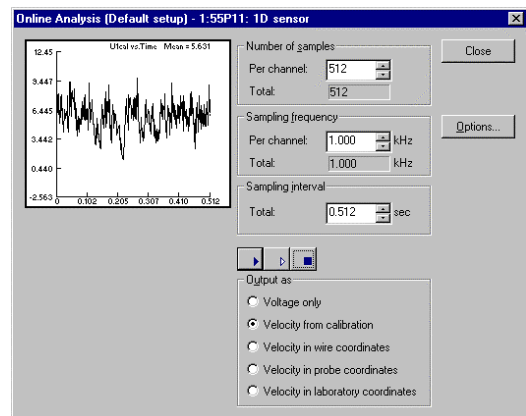 Online Analysis (Default setup) - 1:55P11: 1D sensor
U1cal vs.Time Mean = 5.631
12.45
9.447
6.445
3.442
0.440
-2.563
0 0.102 0.205 0.307 0.410 0.512
Number of samples
Per channel: 512
Total: 512
Sampling frequency
Per channel: 1.000 kHz
Total: 1.000 kHz
Sampling interval
Total: 0.512 sec
Output as
Voltage only
Velocity from calibration
Velocity in wire coordinates
Velocity in probe coordinates
Velocity in laboratory coordinates
Close
Options...